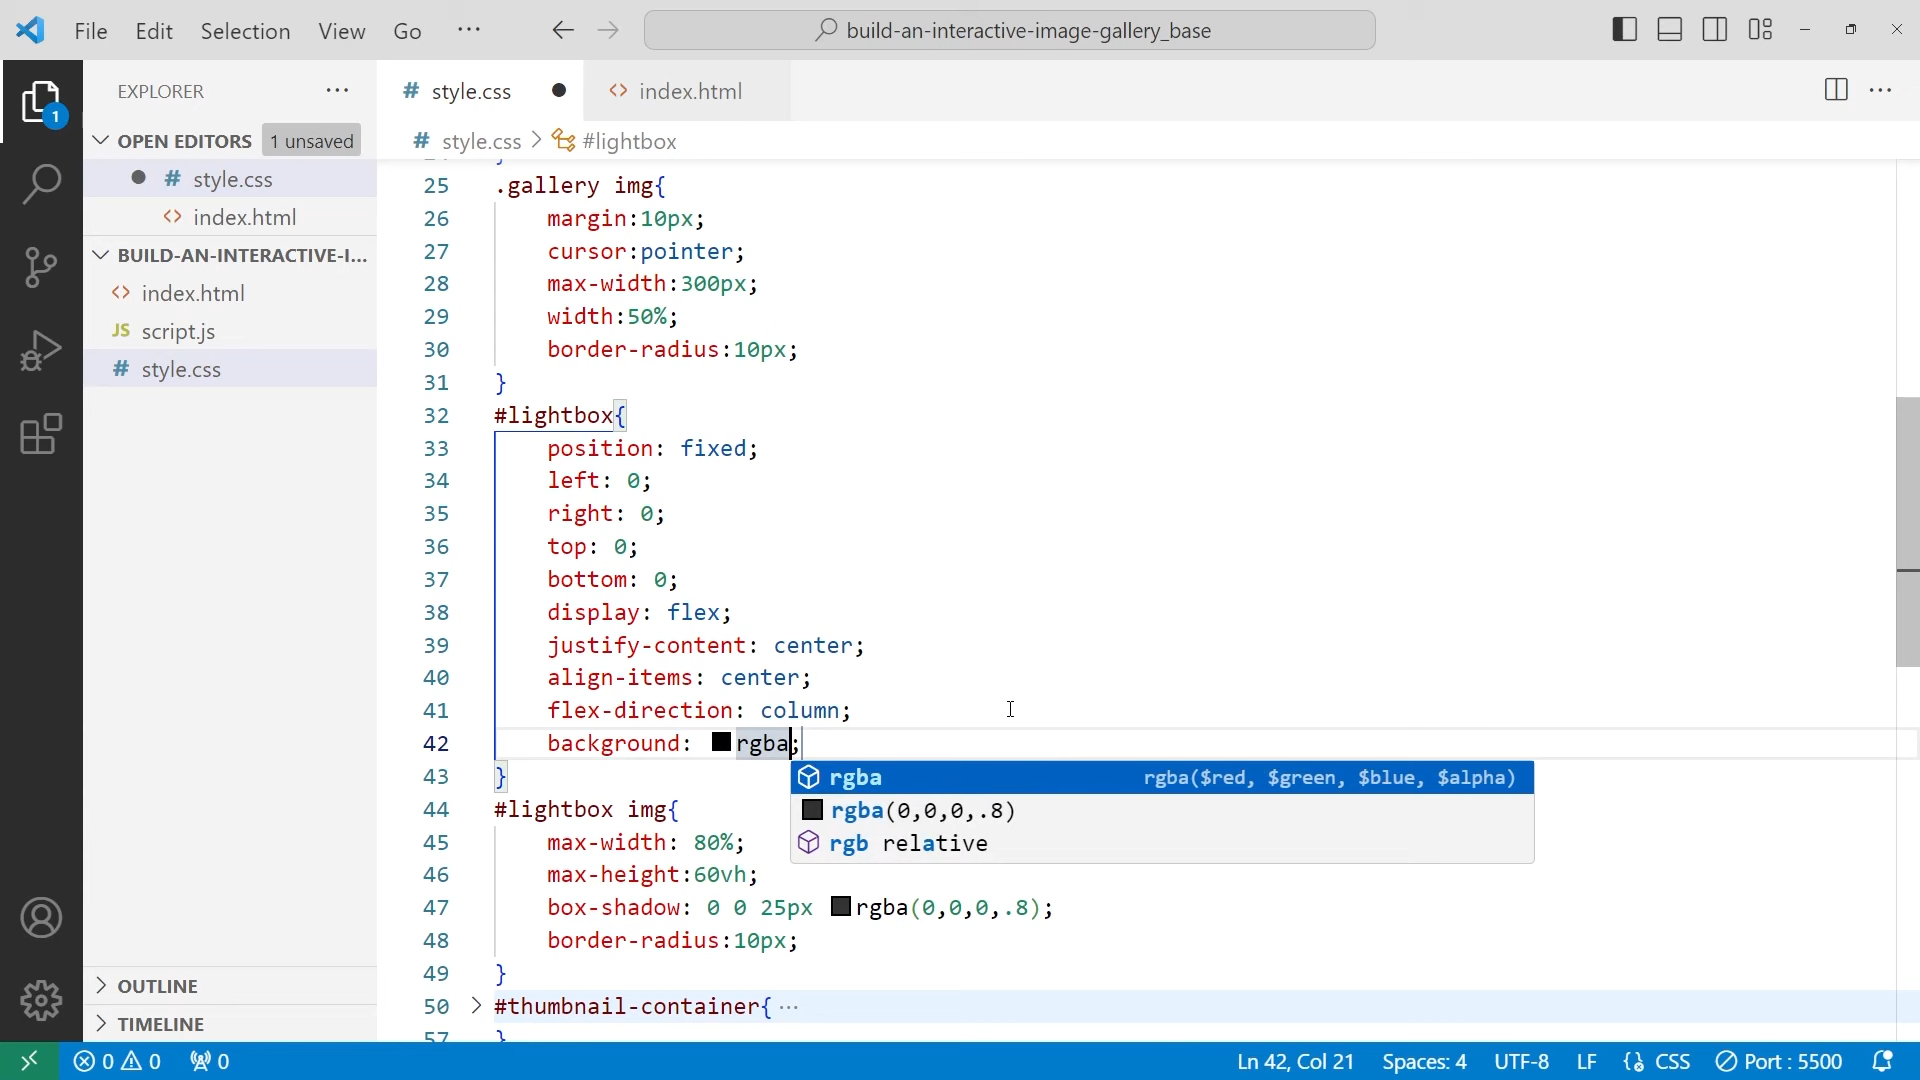 File Edit Selection View Go ··· build-an-interactive-image-gallery_base
EXPLORER ···
OPEN EDITORS 1 unsaved
# style.css
<> index.html
BUILD-AN-INTERACTIVE-I...
<> index.html
JS script.js
# style.css
OUTLINE
TIMELINE
# style.css <> index.html
# style.css > #lightbox
25 .gallery img{
26 margin:10px;
27 cursor:pointer;
28 max-width:300px;
29 width:50%;
30 border-radius:10px;
31 }
32 #lightbox{
33 position: fixed;
34 left: 0;
35 right: 0;
36 top: 0;
37 bottom: 0;
38 display: flex;
39 justify-content: center;
40 align-items: center;
41 flex-direction: column;
42 background: rgba;
rgba rgba($red, $green, $blue, $alpha)
rgba(0,0,0,.8)
rgb relative
43 }
44 #lightbox img{
45 max-width: 80%;
46 max-height:60vh;
47 box-shadow: 0 0 25px rgba(0,0,0,.8);
48 border-radius:10px;
49 }
50 #thumbnail-container{ ···
57 }
1
0 0 0 Ln 42, Col 21 Spaces: 4 UTF-8 LF CSS Port : 5500